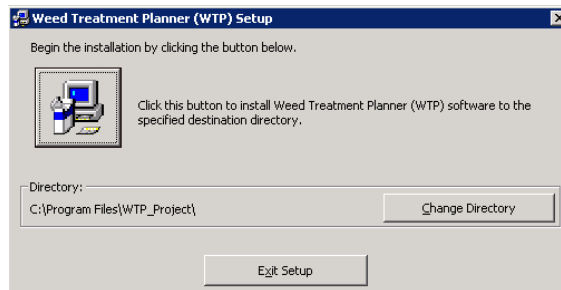 Weed Treatment Planner (WTP) Setup
Begin the installation by clicking the button below.
Click this button to install Weed Treatment Planner (WTP) software to the
specified destination directory.
Directory:
C:\Program Files\WTP_Project\
Change Directory
Exit Setup